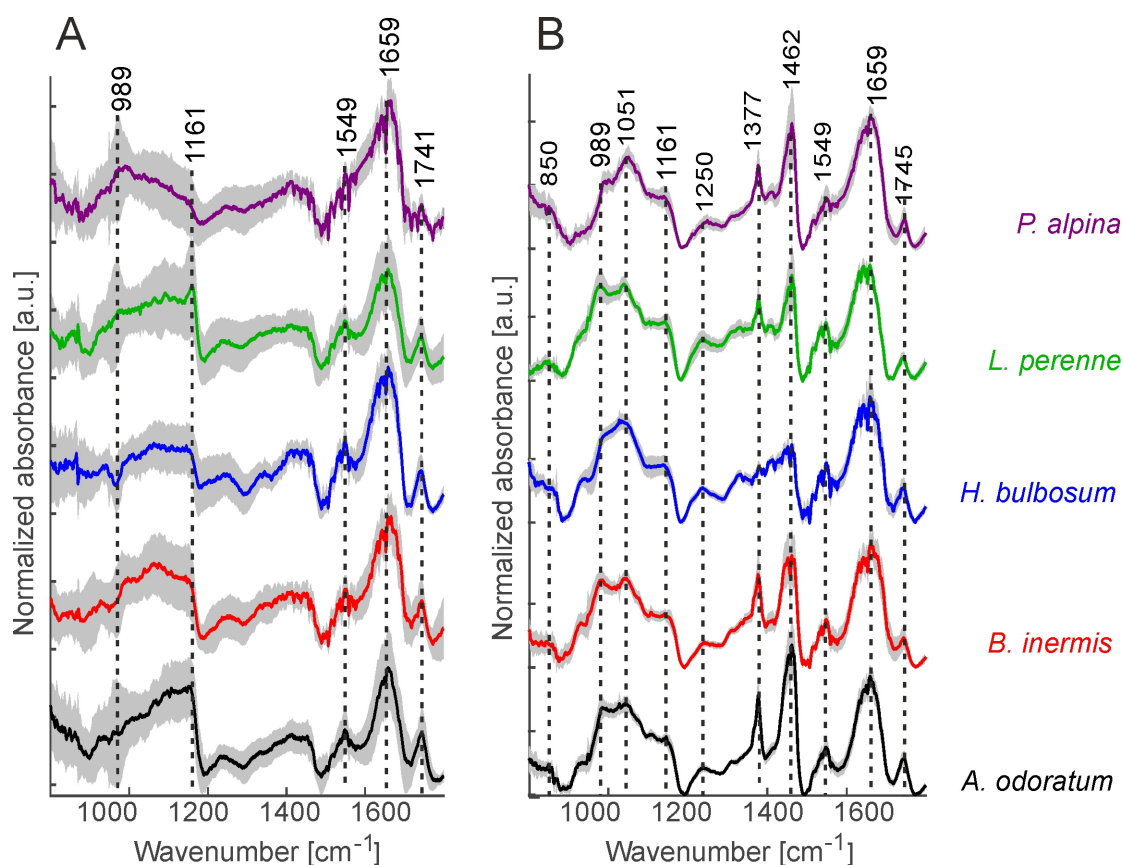 A
B
989
1161
1549
1659
1741
850
989
1051
1161
1250
1377
1462
1549
1659
1745
P. alpina
L. perenne
H. bulbosum
B. inermis
A. odoratum
Normalized absorbance [a.u.]
Normalized absorbance [a.u.]
1000 1200 1400 1600
1000 1200 1400 1600
Wavenumber [cm⁻¹]
Wavenumber [cm⁻¹]